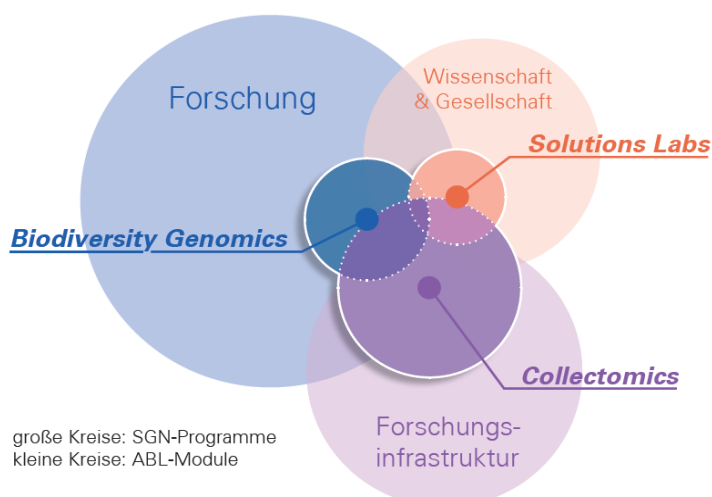 Forschung
Wissenschaft
& Gesellschaft
Solutions Labs
Biodiversity Genomics
Collectomics
Forschungs-
infrastruktur
große Kreise: SGN-Programme
kleine Kreise: ABL-Module